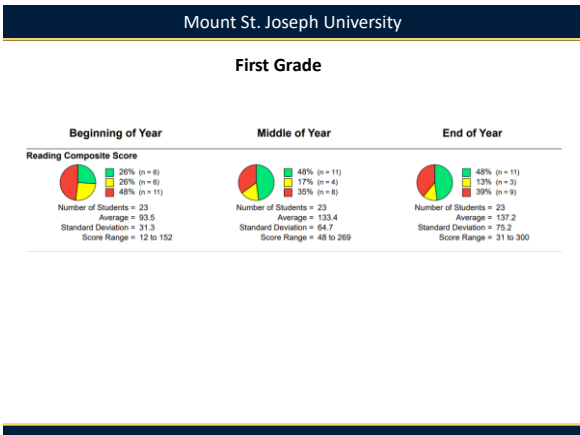 Mount St. Joseph University
First Grade
Beginning of Year
Middle of Year
End of Year
Reading Composite Score
26% (n = 6)
26% (n = 6)
48% (n = 11)
Number of Students = 23
Average = 93.5
Standard Deviation = 31.3
Score Range = 12 to 152
48% (n = 11)
17% (n = 4)
35% (n = 8)
Number of Students = 23
Average = 133.4
Standard Deviation = 64.7
Score Range = 48 to 269
48% (n = 11)
13% (n = 3)
39% (n = 9)
Number of Students = 23
Average = 137.2
Standard Deviation = 75.2
Score Range = 31 to 300